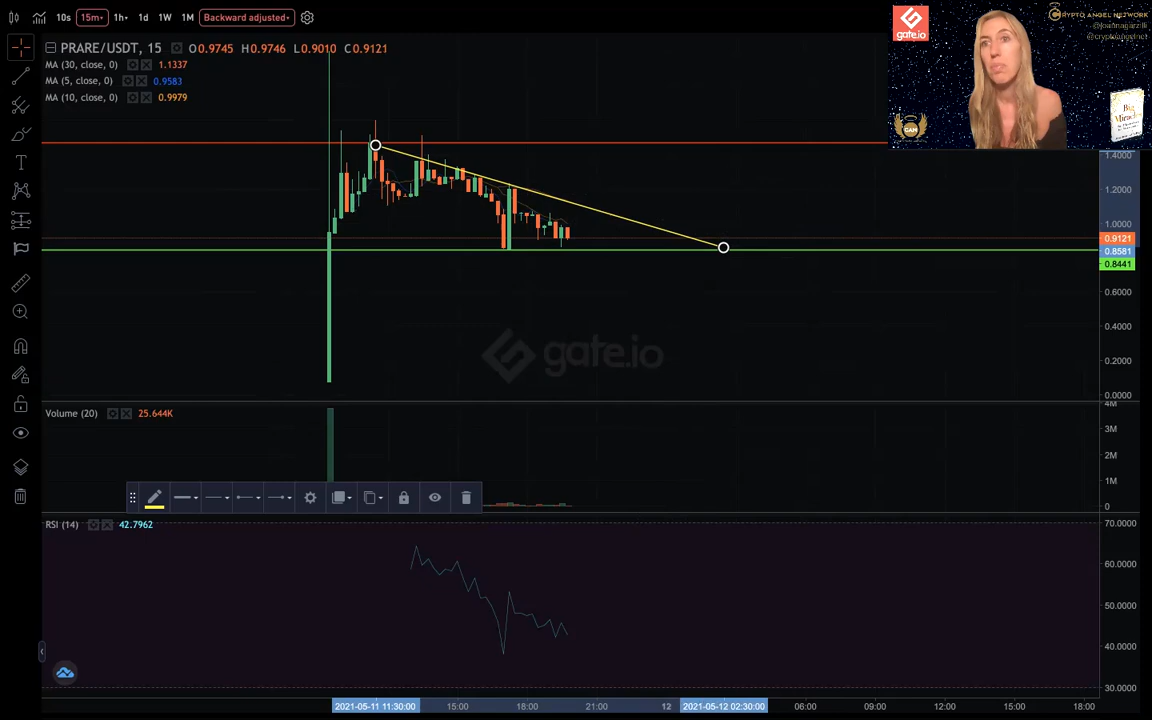 10s 15m 1h 1d 1W 1M Backward adjusted
PRARE/USDT, 15 O0.9745 H0.9746 L0.9010 C0.9121
MA (30, close, 0) 1.1337
MA (5, close, 0) 0.9583
MA (10, close, 0) 0.9979
gate.io
CRYPTO ANGEL NETWORK
CAM
Big
Miracles
1.4000
1.2000
1.0000
0.9121
0.8581
0.8441
0.6000
0.4000
0.2000
0.0000
gate.io
Volume (20) 25.644K
4M
3M
2M
1M
0
RSI (14) 42.7962
70.0000
60.0000
50.0000
40.0000
30.0000
2021-05-11 11:30:00 15:00 18:00 21:00 12 2021-05-12 02:30:00 06:00 09:00 12:00 15:00 18:00